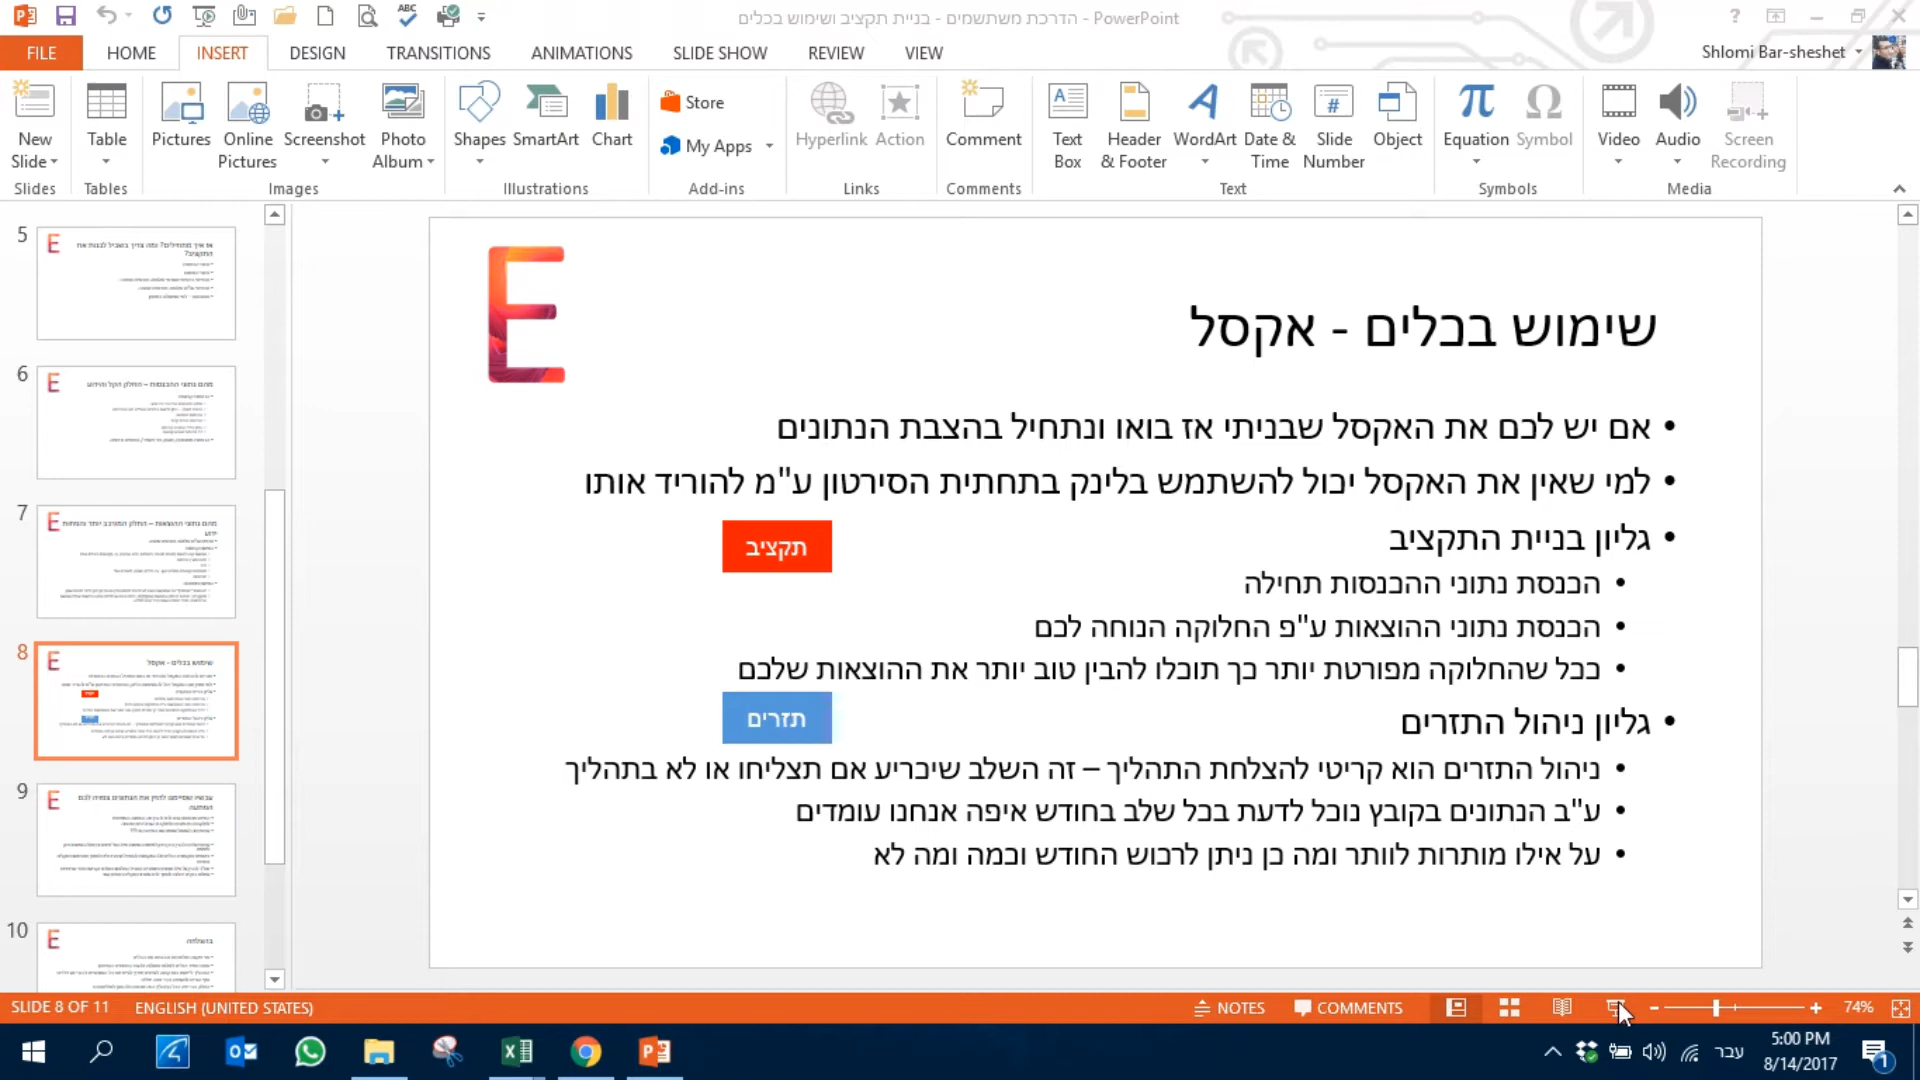 הדרכת משתשמים - בניית תקציב ושימוש בכלים - PowerPoint
FILE HOME INSERT DESIGN TRANSITIONS ANIMATIONS SLIDE SHOW REVIEW VIEW
Shlomi Bar-sheshet
New Slide
Table
Pictures
Online Pictures
Screenshot
Photo Album
Shapes
SmartArt
Chart
Store
My Apps
Hyperlink
Action
Comment
Text Box
Header & Footer
WordArt
Date & Time
Slide Number
Object
Equation
Symbol
Video
Audio
Screen Recording
Slides Tables Images Illustrations Add-ins Links Comments Text Symbols Media
5
6
7
8
9
10
E
שימוש בכלים - אקסל
• אם יש לכם את האקסל שבניתי אז בואו ונתחיל בהצבת הנתונים
• למי שאין את האקסל יכול להשתמש בלינק בתחתית הסירטון ע"מ להוריד אותו
• גליון בניית התקציב
תקציב
• הכנסת נתוני ההכנסות תחילה
• הכנסת נתוני ההוצאות ע"פ החלוקה הנוחה לכם
• ככל שהחלוקה מפורטת יותר כך תוכלו להבין טוב יותר את ההוצאות שלכם
• גליון ניהול התזרים
תזרים
• ניהול התזרים הוא קריטי להצלחת התהליך – זה השלב שיכריע אם תצליחו או לא בתהליך
• ע"ב הנתונים בקובץ נוכל לדעת בכל שלב בחודש איפה אנחנו עומדים
• על אילו מותרות לוותר ומה כן ניתן לרכוש החודש וכמה ומה לא
SLIDE 8 OF 11 ENGLISH (UNITED STATES) NOTES COMMENTS 74%
עבר
5:00 PM
8/14/2017
1